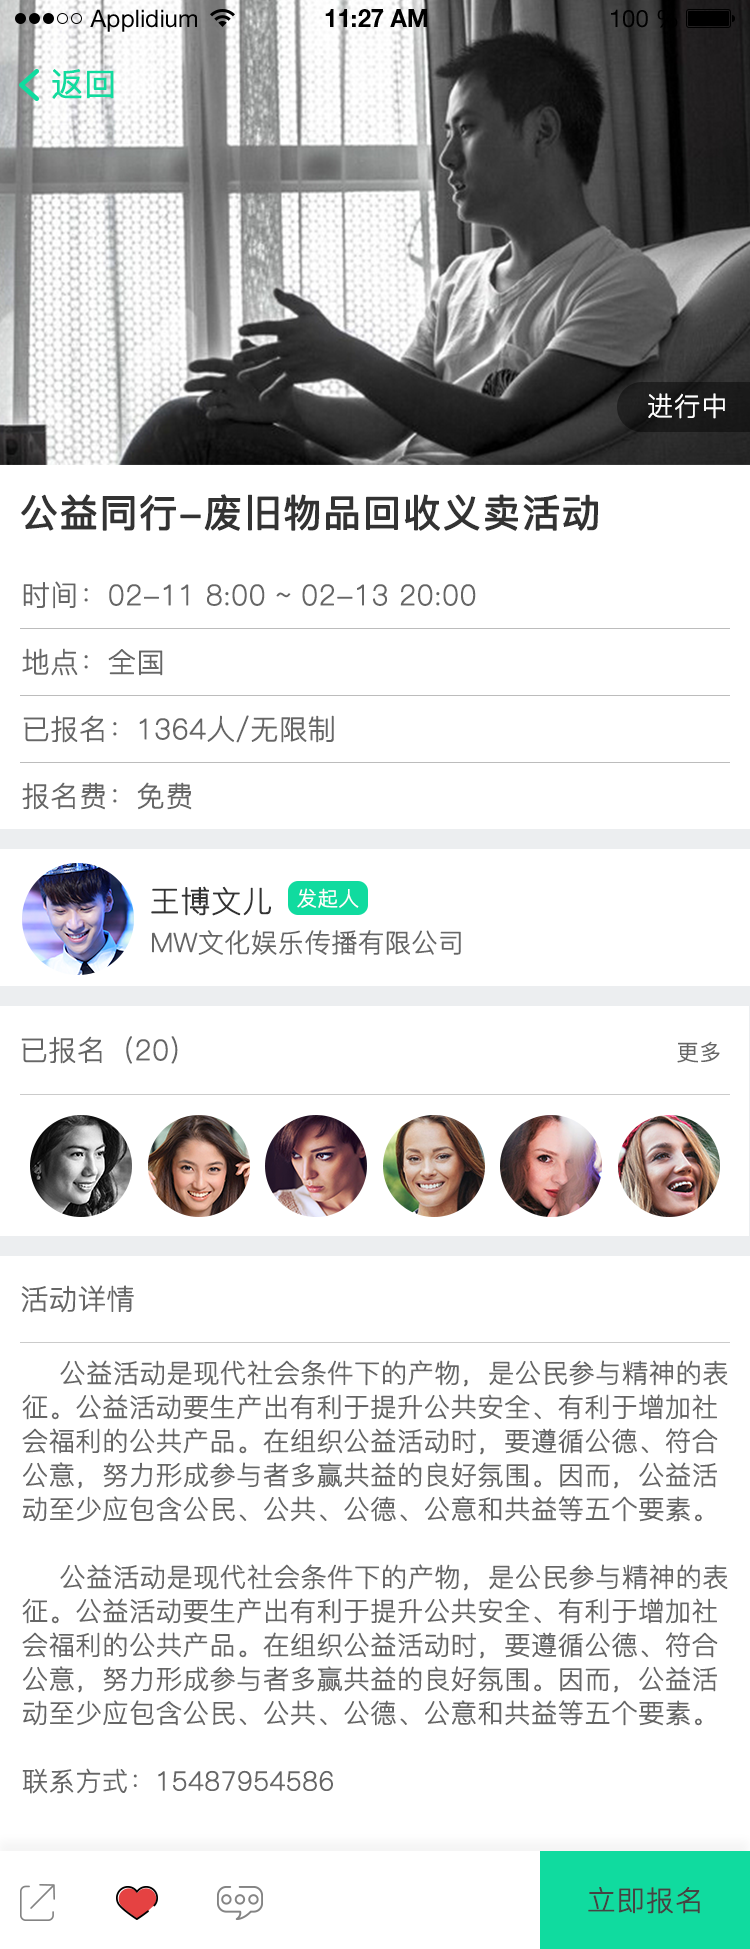 Applidium 11:27 AM 100 %
返回
进行中
公益同行–废旧物品回收义卖活动
时间：02–11 8:00 ~ 02–13 20:00
地点：全国
已报名：1364人/无限制
报名费：免费
王博文儿 发起人
MW文化娱乐传播有限公司
已报名（20） 更多
活动详情
公益活动是现代社会条件下的产物，是公民参与精神的表
征。公益活动要生产出有利于提升公共安全、有利于增加社
会福利的公共产品。在组织公益活动时，要遵循公德、符合
公意，努力形成参与者多赢共益的良好氛围。因而，公益活
动至少应包含公民、公共、公德、公意和共益等五个要素。
公益活动是现代社会条件下的产物，是公民参与精神的表
征。公益活动要生产出有利于提升公共安全、有利于增加社
会福利的公共产品。在组织公益活动时，要遵循公德、符合
公意，努力形成参与者多赢共益的良好氛围。因而，公益活
动至少应包含公民、公共、公德、公意和共益等五个要素。
联系方式：15487954586
立即报名